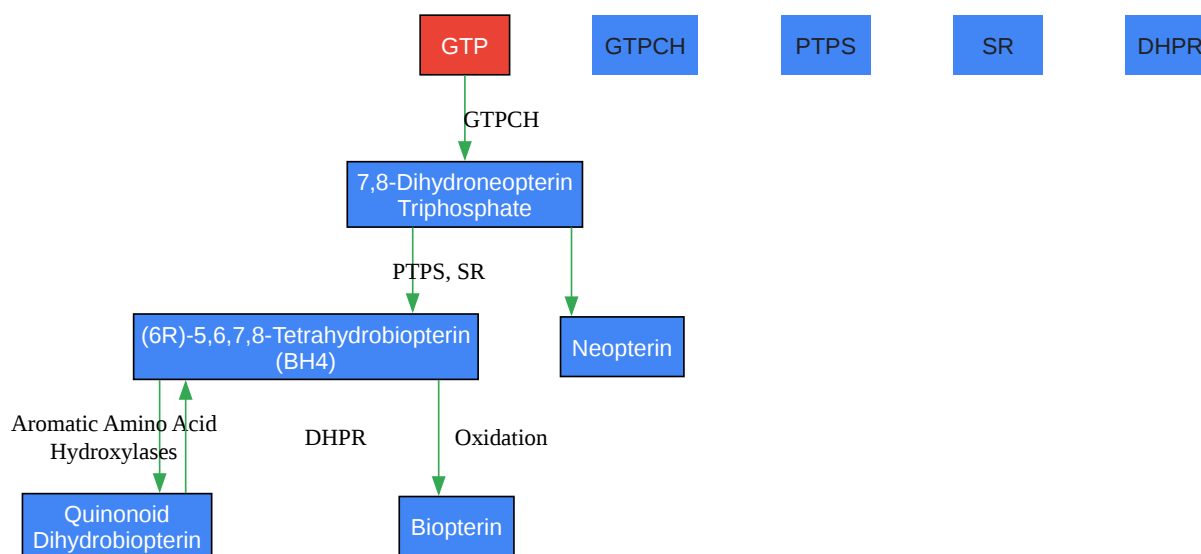 GTP
GTPCH
PTPS
SR
DHPR
GTPCH
7,8-Dihydroneopterin
Triphosphate
PTPS, SR
(6R)-5,6,7,8-Tetrahydrobiopterin
(BH4)
Neopterin
Aromatic Amino Acid
Hydroxylases
DHPR
Oxidation
Quinonoid
Dihydrobiopterin
Biopterin